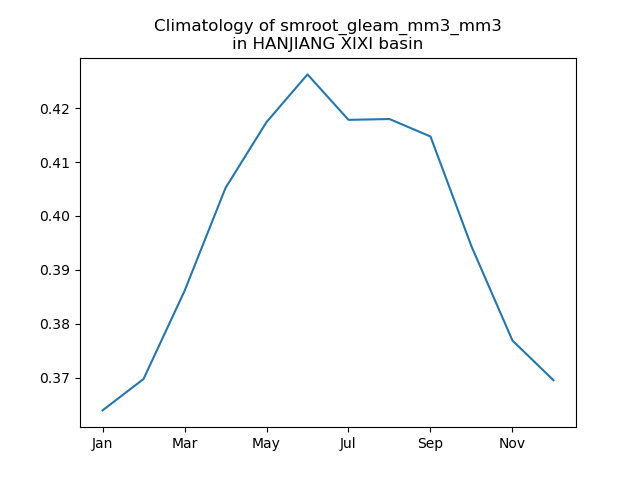 Climatology of smroot_gleam_mm3_mm3
in HANJIANG XIXI basin
0.42
0.41
0.40
0.39
0.38
0.37
Jan Mar May Jul Sep Nov